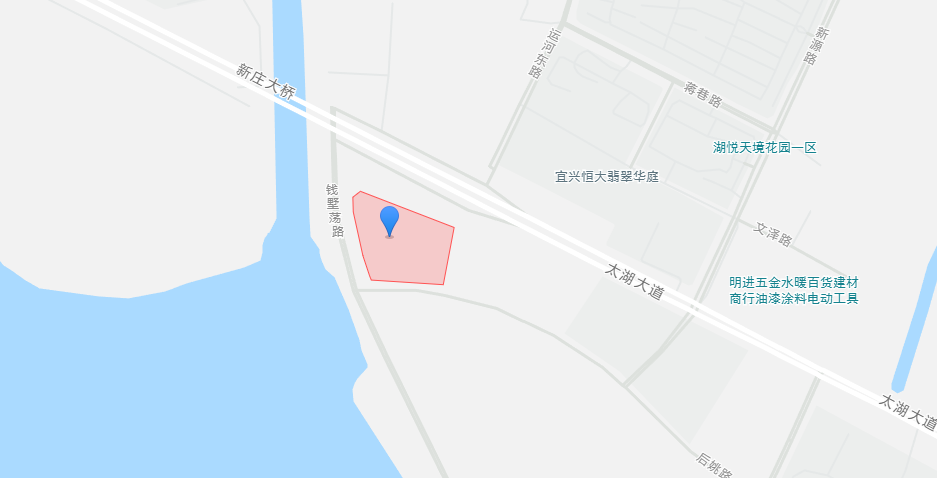 新源路
运河东路
新庄大桥
蒋巷路
湖悦天境花园一区
宜兴恒大翡翠华庭
钱墅荡路
文泽路
太湖大道
明进五金水暖百货建材
商行油漆涂料电动工具
太湖大道
后姚路